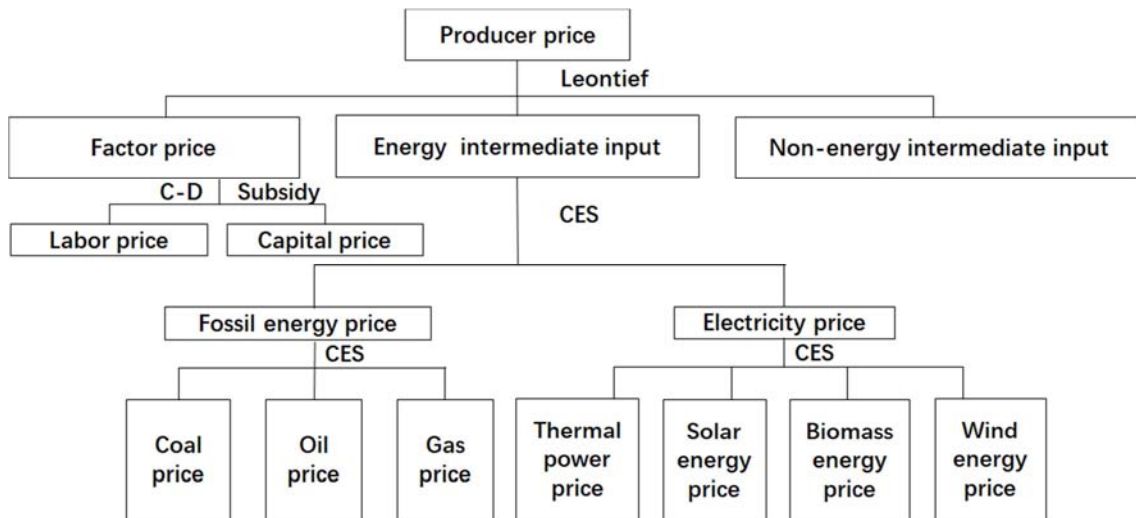 Producer price
Leontief
Factor price
Energy intermediate input
Non-energy intermediate input
C-D Subsidy
CES
Labor price
Capital price
Fossil energy price
Electricity price
CES
CES
Coal
price
Oil
price
Gas
price
Thermal
power
price
Solar
energy
price
Biomass
energy
price
Wind
energy
price